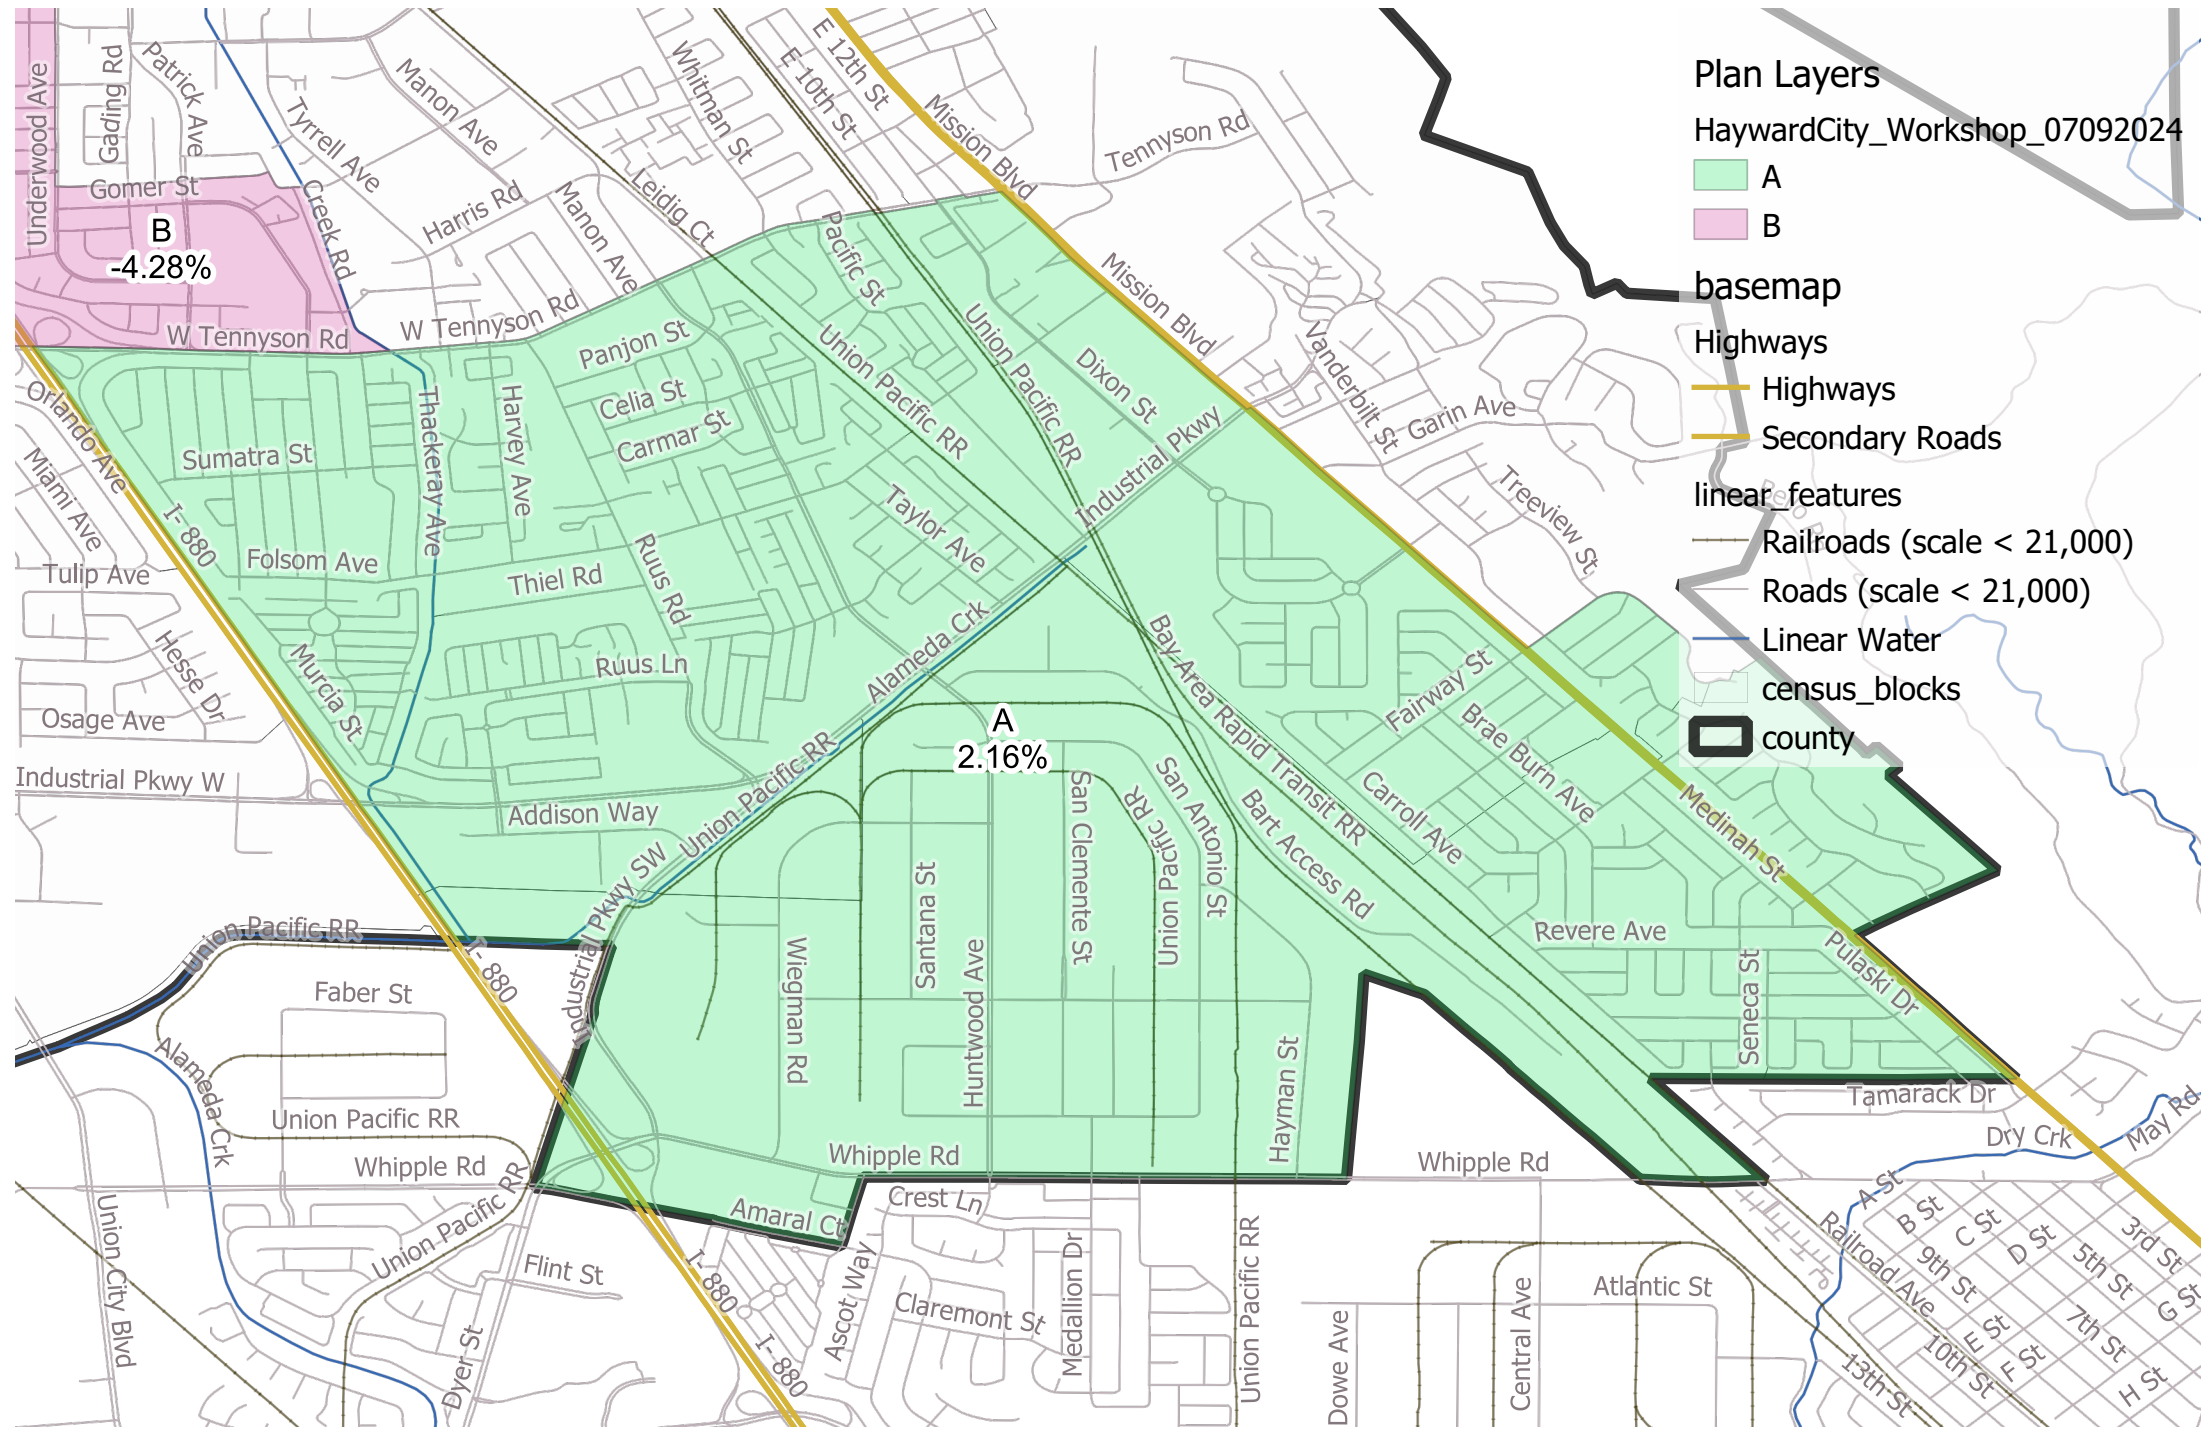 Plan Layers
HaywardCity_Workshop_07092024
A
B
basemap
Highways
Highways
Secondary Roads
linear_features
Railroads (scale < 21,000)
Roads (scale < 21,000)
Linear Water
census_blocks
county
Underwood Ave
Gading Rd
Patrick Ave
Tyrrell Ave
Manon Ave
Whitman St
E 10th St
E 12th St
Mission Blvd
Tennyson Rd
Gomer St
B
-4.28%
Creek Rd
Harris Rd
Manon Ave
Leidig Ct
Pacific St
Mission Blvd
W Tennyson Rd
W Tennyson Rd
Panjon St
Celia St
Carmar St
Union Pacific RR
Union Pacific RR
Dixon St
Industrial Pkwy
Vanderbilt St
Garin Ave
Treeview St
Orlando Ave
Miami Ave
I- 880
Sumatra St
Thackeray Ave
Harvey Ave
Taylor Ave
Tulip Ave
Folsom Ave
Thiel Rd
Ruus Rd
Hesse Dr
Murcia St
Ruus Ln
Alameda Crk
Bay Area Rapid Transit RR
Fairway St
Brae Burn Ave
Osage Ave
A
2.16%
Industrial Pkwy W
Addison Way
Union Pacific RR
San Clemente St
Union Pacific RR
San Antonio St
Bart Access Rd
Carroll Ave
Medinah St
Industrial Pkwy SW
Santana St
Wiegman Rd
Huntwood Ave
Revere Ave
Seneca St
Pulaski Dr
Union Pacific RR
I- 880
Faber St
Alameda Crk
Union Pacific RR
Whipple Rd
Union Pacific RR
Whipple Rd
Hayman St
Whipple Rd
Tamarack Dr
Dry Crk
May Rd
Amaral Ct
Crest Ln
Union City Blvd
Flint St
Dyer St
I- 880
I- 880
Ascot Way
Claremont St
Medallion Dr
Union Pacific RR
Dowe Ave
Central Ave
Atlantic St
Railroad Ave
A St
B St
C St
D St
E St
F St
G St
H St
3rd St
5th St
7th St
9th St
10th St
13th St